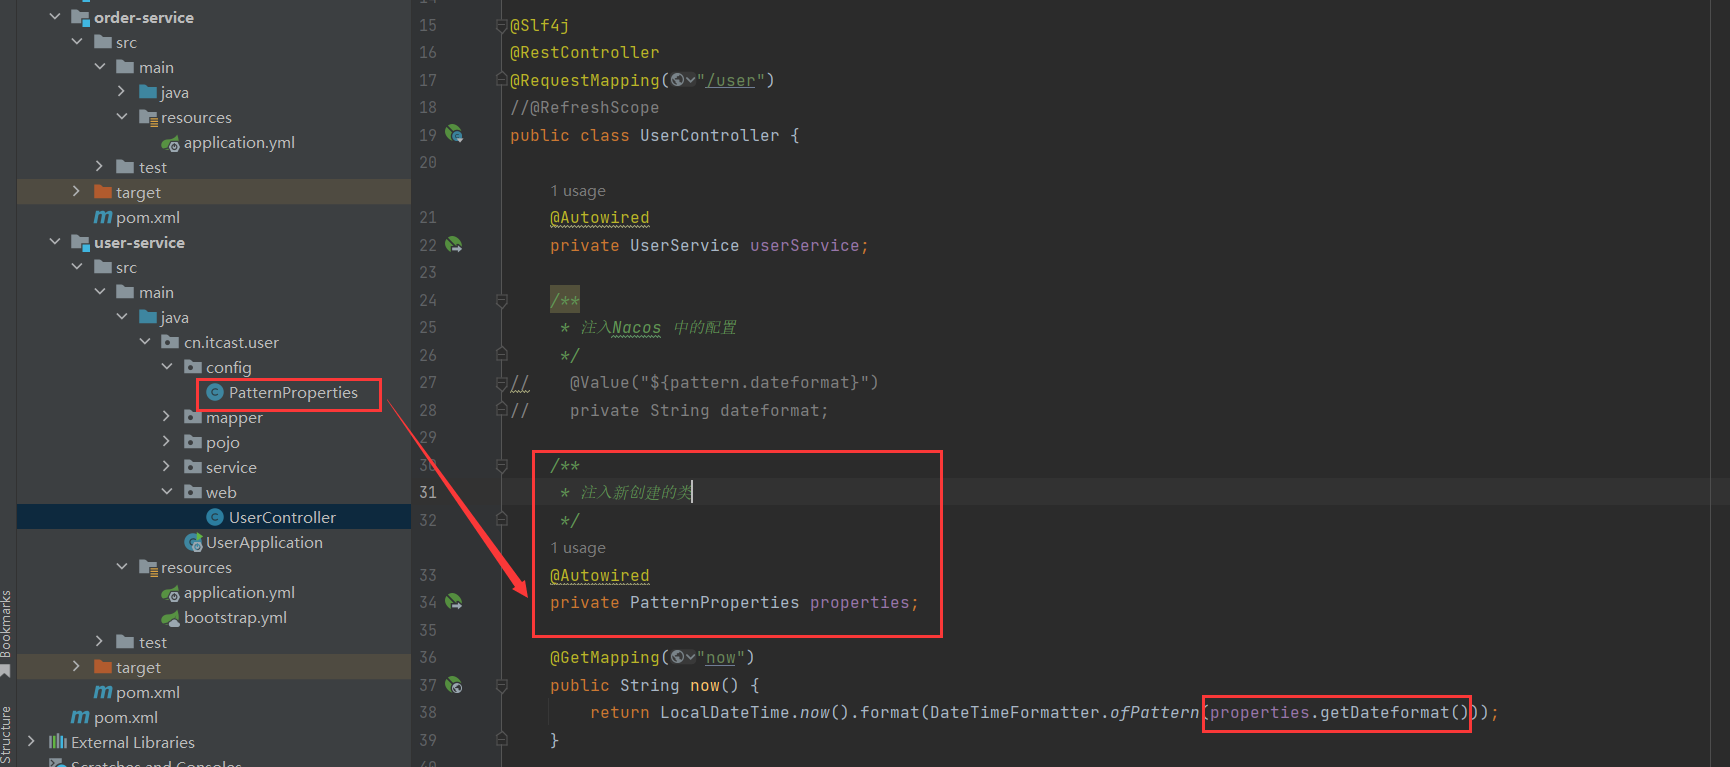 order-service
src
main
java
resources
application.yml
test
target
pom.xml
user-service
src
main
java
cn.itcast.user
config
PatternProperties
mapper
pojo
service
web
UserController
UserApplication
resources
application.yml
bootstrap.yml
test
target
pom.xml
pom.xml
External Libraries
Scratches and Consoles
Bookmarks
Structure
15 @Slf4j
16 @RestController
17 @RequestMapping("/user")
18 //@RefreshScope
19 public class UserController {
20
1 usage
21 @Autowired
22 private UserService userService;
23
24 /**
25 * 注入Nacos 中的配置
26 */
27 // @Value("${pattern.dateformat}")
28 // private String dateformat;
29
30 /**
31 * 注入新创建的类
32 */
1 usage
33 @Autowired
34 private PatternProperties properties;
35
36 @GetMapping("now")
37 public String now() {
38 return LocalDateTime.now().format(DateTimeFormatter.ofPattern(properties.getDateformat()));
39 }